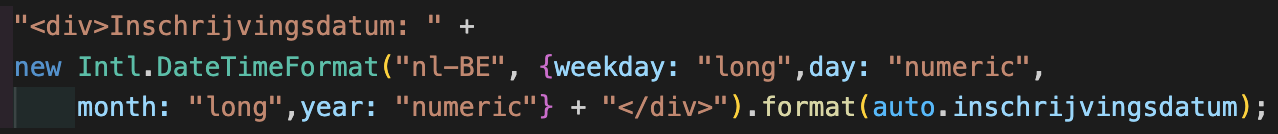 "<div>Inschrijvingsdatum: " +
new Intl.DateTimeFormat("nl-BE", {weekday: "long",day: "numeric",
month: "long",year: "numeric"} + "</div>").format(auto.inschrijvingsdatum);